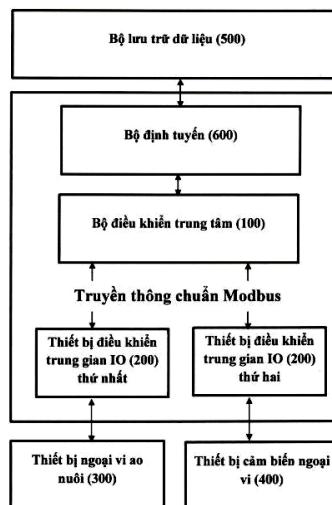 Bộ lưu trữ dữ liệu (500)
Bộ định tuyến (600)
Bộ điều khiển trung tâm (100)
Truyền thông chuẩn Modbus
Thiết bị điều khiển
trung gian IO (200)
thứ nhất
Thiết bị điều khiển
trung gian IO (200)
thứ hai
Thiết bị ngoại vi ao
nuôi (300)
Thiết bị cảm biến ngoại
vi (400)